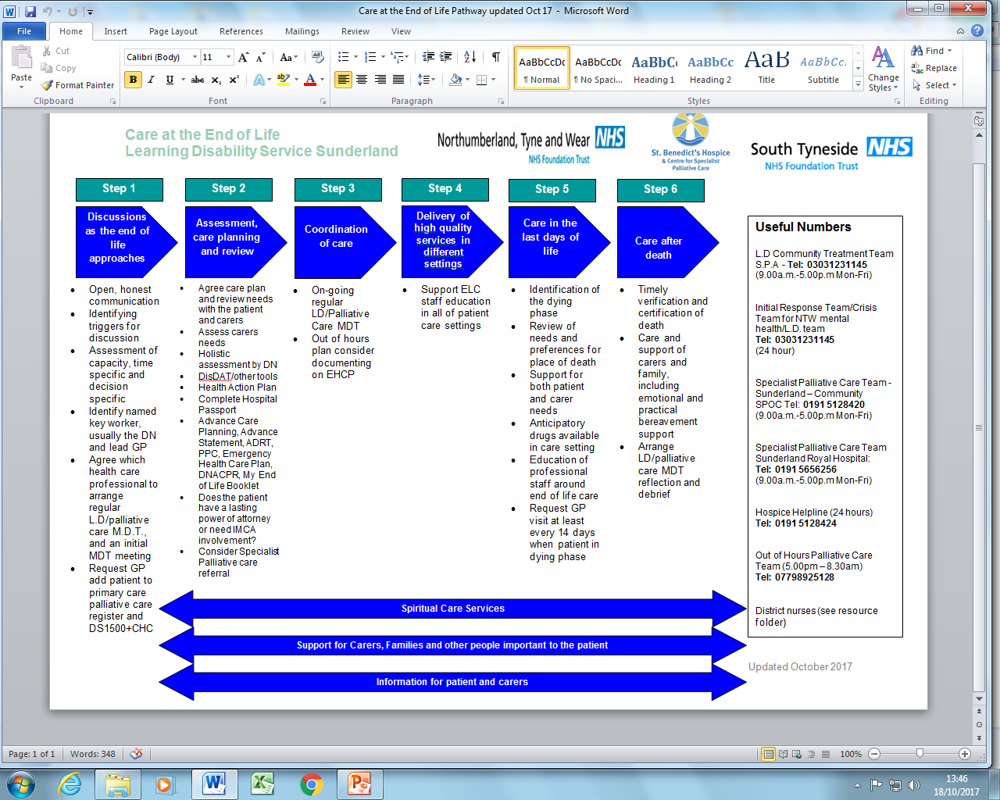 Care at the End of Life Pathway updated Oct 17 - Microsoft Word
File Home Insert Page Layout References Mailings Review View
Paste
Cut
Copy
Format Painter
Clipboard
Calibri (Body) 11
Font
Paragraph
AaBbCcDc AaBbCcDc AaBbC AaBbCc AaB AaBbCc.
¶ Normal ¶ No Spaci... Heading 1 Heading 2 Title Subtitle
Change Styles
Styles
Find
Replace
Select
Editing
Care at the End of Life
Learning Disability Service Sunderland
Northumberland, Tyne and Wear NHS
NHS Foundation Trust
St. Benedict's Hospice
& Centre for Specialist
Palliative Care
South Tyneside NHS
NHS Foundation Trust
Step 1
Discussions
as the end of
life
approaches
• Open, honest
communication
• Identifying
triggers for
discussion
• Assessment of
capacity, time
specific and
decision
specific
• Identify named
key worker,
usually the DN
and lead GP
• Agree which
health care
professional to
arrange
regular
L.D/palliative
care M.D.T.,
and an initial
MDT meeting
• Request GP
add patient to
primary care
palliative care
register and
DS1500+CHC
Step 2
Assessment,
care planning
and review
• Agree care plan
and review needs
with the patient
and carers
• Assess carers
needs
• Holistic
assessment by DN
• DisDAT/other tools
• Health Action Plan
• Complete Hospital
Passport
• Advance Care
Planning, Advance
Statement, ADRT,
PPC, Emergency
Health Care Plan,
DNACPR, My End
of Life Booklet
• Does the patient
have a lasting
power of attorney
or need IMCA
involvement?
• Consider Specialist
Palliative care
referral
Step 3
Coordination
of care
• On-going
regular
LD/Palliative
Care MDT
• Out of hours
plan consider
documenting
on EHCP
Step 4
Delivery of
high quality
services in
different
settings
• Support ELC
staff education
in all of patient
care settings
Step 5
Care in the
last days of
life
• Identification of
the dying
phase
• Review of
needs and
preferences for
place of death
• Support for
both patient
and carer
needs
• Anticipatory
drugs available
in care setting
• Education of
professional
staff around
end of life care
• Request GP
visit at least
every 14 days
when patient in
dying phase
Step 6
Care after
death
• Timely
verification and
certification of
death
• Care and
support of
carers and
family,
including
emotional and
practical
bereavement
support
• Arrange
LD/palliative
care MDT
reflection and
debrief
Useful Numbers
L.D Community Treatment Team
S.P.A - Tel: 03031231145
(9.00a.m.-5.00p.m Mon-Fri)
Initial Response Team/Crisis
Team for NTW mental
health/L.D. team
Tel: 03031231145
(24 hour)
Specialist Palliative Care Team -
Sunderland – Community
SPOC Tel: 0191 5128420
(9.00a.m.-5.00p.m Mon-Fri)
Specialist Palliative Care Team
Sunderland Royal Hospital:
Tel: 0191 5656256
(9.00a.m.-5.00p.m Mon-Fri)
Hospice Helpline (24 hours)
Tel: 0191 5128424
Out of Hours Palliative Care
Team (5.00pm – 8.30am)
Tel: 07798925128
District nurses (see resource
folder)
Spiritual Care Services
Support for Carers, Families and other people important to the patient
Information for patient and carers
Updated October 2017
Page: 1 of 1 Words: 348 100%
13:46
18/10/2017